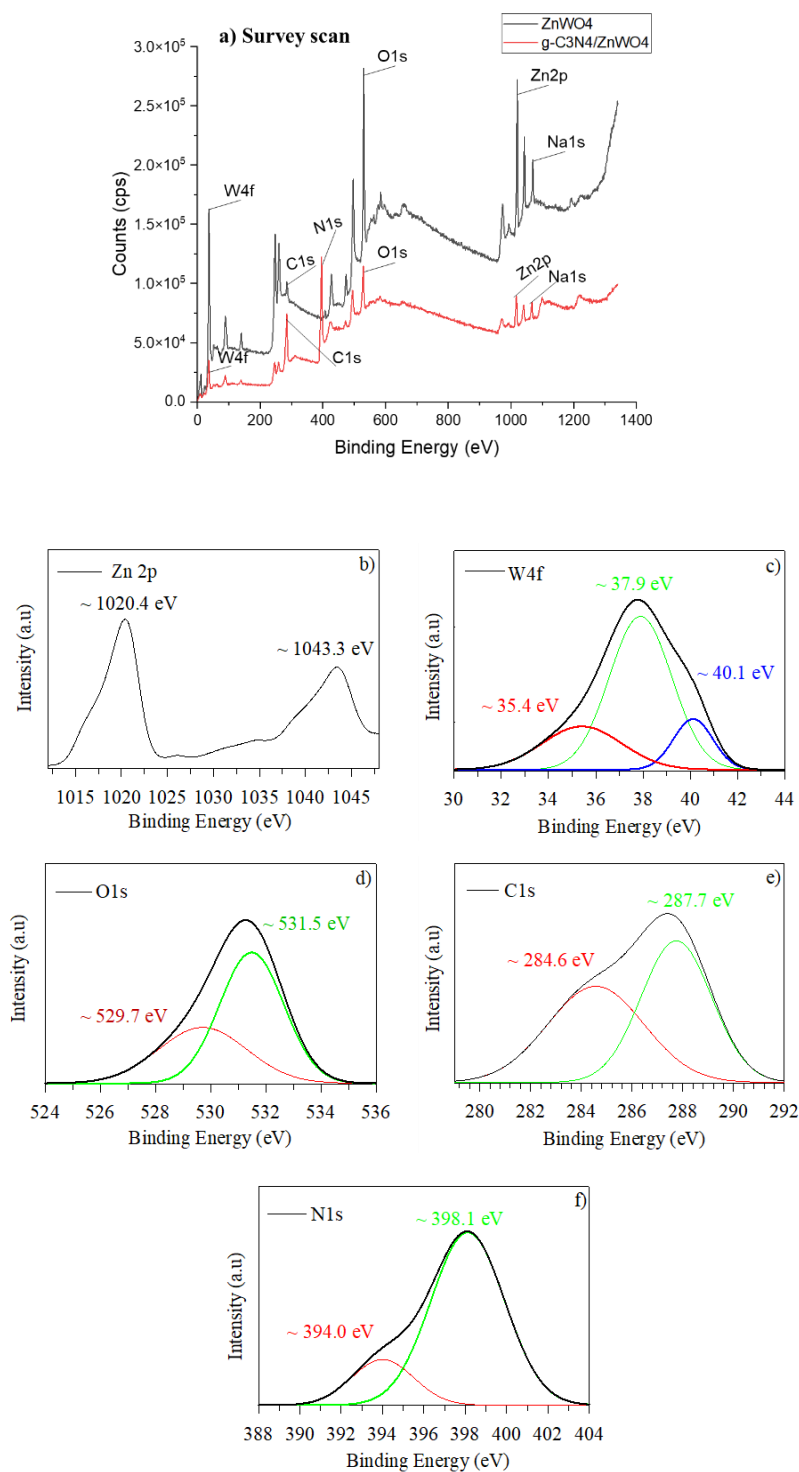 a) Survey scan
ZnWO4
g-C3N4/ZnWO4
3.0×10⁵
2.5×10⁵
2.0×10⁵
1.5×10⁵
1.0×10⁵
5.0×10⁴
0.0
Counts (cps)
O1s
Zn2p
Na1s
W4f
N1s
C1s
O1s
Zn2p
Na1s
W4f
C1s
0 200 400 600 800 1000 1200 1400
Binding Energy (eV)
Zn 2p
b)
~ 1020.4 eV
~ 1043.3 eV
Intensity (a.u)
1015 1020 1025 1030 1035 1040 1045
Binding Energy (eV)
W4f
c)
~ 37.9 eV
~ 40.1 eV
~ 35.4 eV
Intensity (a.u)
30 32 34 36 38 40 42 44
Binding Energy (eV)
O1s
d)
~ 531.5 eV
~ 529.7 eV
Intensity (a.u)
524 526 528 530 532 534 536
Binding Energy (eV)
C1s
e)
~ 287.7 eV
~ 284.6 eV
Intensity (a.u)
280 282 284 286 288 290 292
Binding Energy (eV)
N1s
f)
~ 398.1 eV
~ 394.0 eV
Intensity (a.u)
388 390 392 394 396 398 400 402 404
Binding Energy (eV)